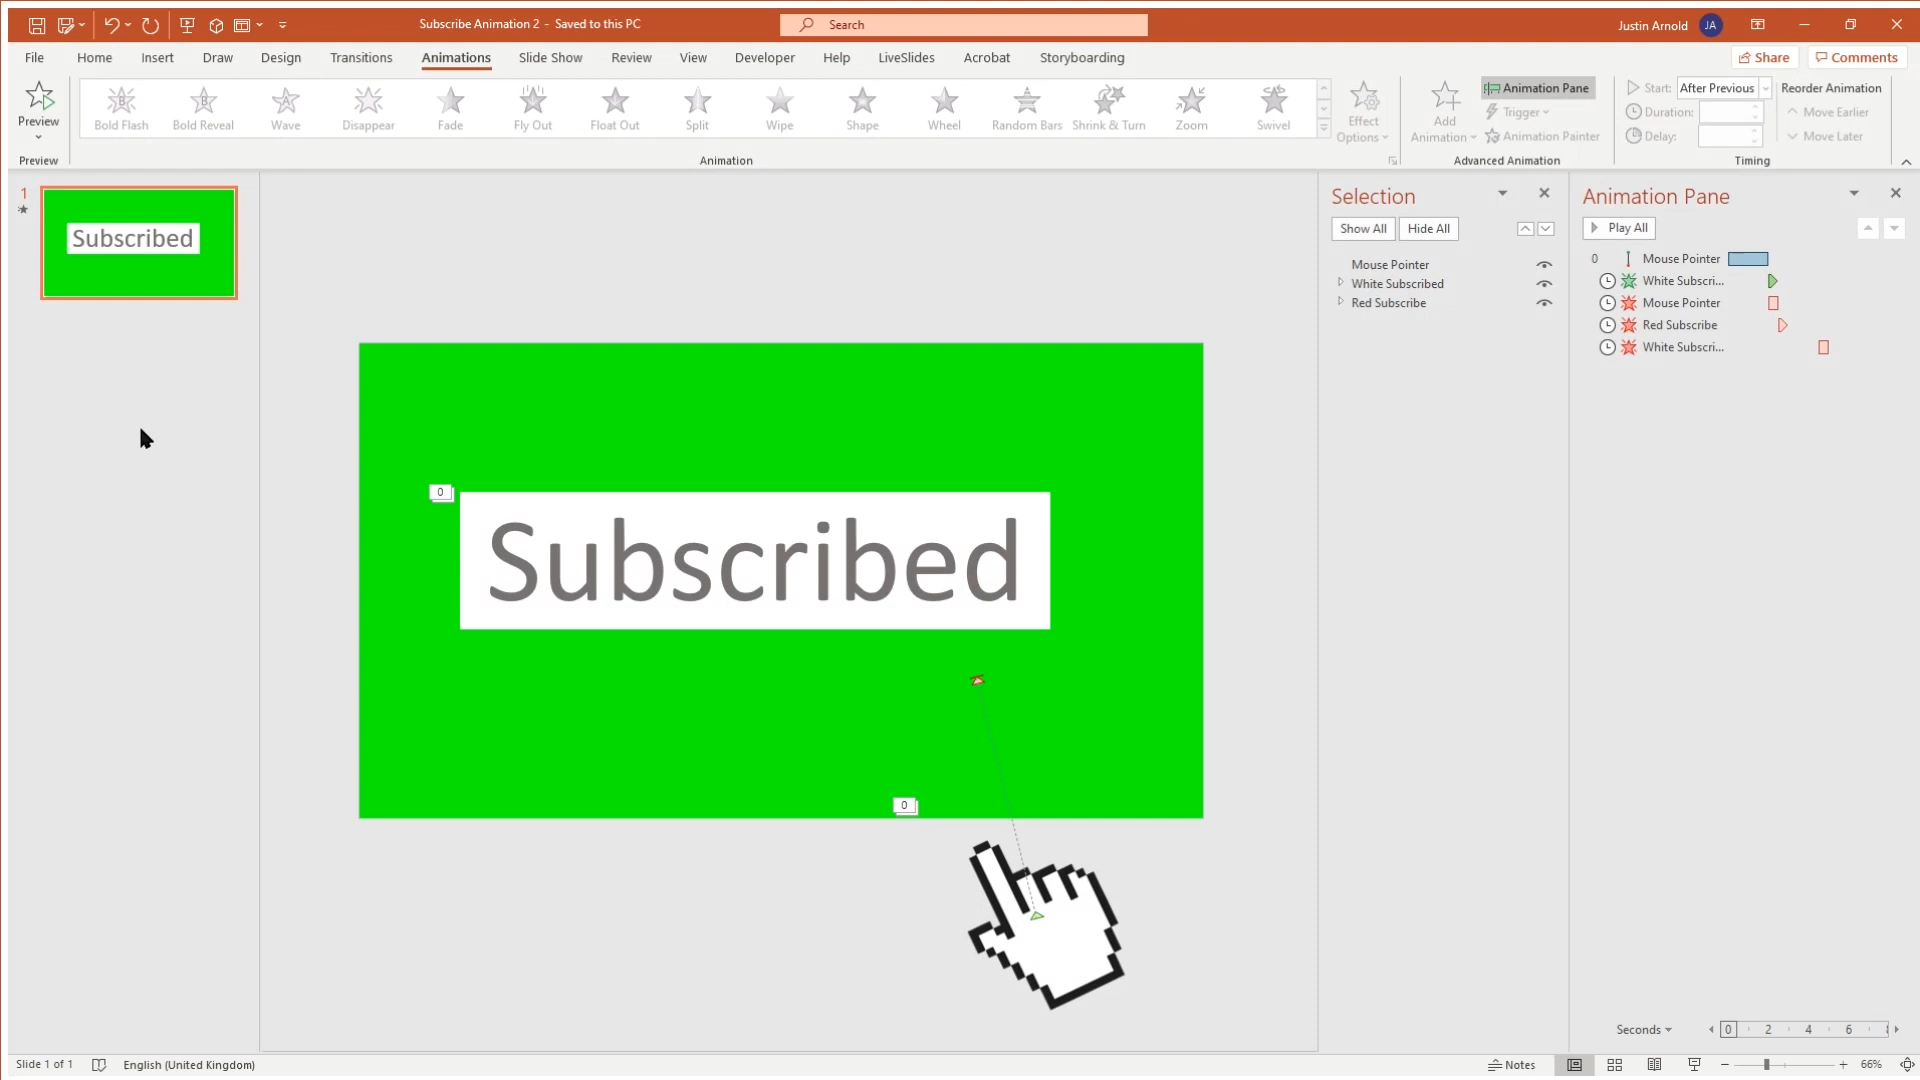 Subscribe Animation 2 - Saved to this PC
Search
Justin Arnold JA
File Home Insert Draw Design Transitions Animations Slide Show Review View Developer Help LiveSlides Acrobat Storyboarding
Share Comments
Preview
Bold Flash Bold Reveal Wave Disappear Fade Fly Out Float Out Split Wipe Shape Wheel Random Bars Shrink & Turn Zoom Swivel
Effect Options
Add Animation
Animation Pane
Trigger
Animation Painter
Start: After Previous
Duration:
Delay:
Reorder Animation
Move Earlier
Move Later
Preview Animation Advanced Animation Timing
1
Subscribed
0
Subscribed
0
Selection
Show All Hide All
Mouse Pointer
White Subscribed
Red Subscribe
Animation Pane
Play All
0 Mouse Pointer
White Subscri...
Mouse Pointer
Red Subscribe
White Subscri...
Seconds 0 2 4 6
Slide 1 of 1 English (United Kingdom) Notes 66%